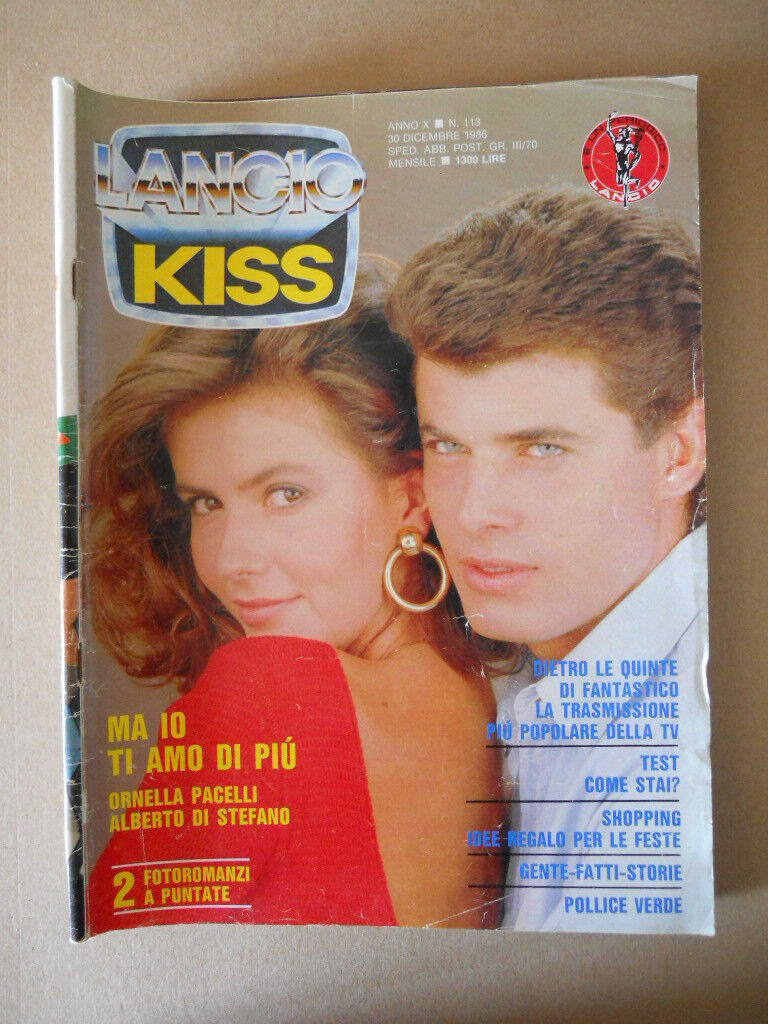 ANNO X ■ N. 113
30 DICEMBRE 1986
SPED. ABB. POST. GR. III/70
MENSILE ■ 1300 LIRE
È UN PERIODICO
LANCIO
LANCIO
KISS
DIETRO LE QUINTE
DI FANTASTICO
LA TRASMISSIONE
PIÚ POPOLARE DELLA TV
TEST
COME STAI?
SHOPPING
IDEE REGALO PER LE FESTE
GENTE-FATTI-STORIE
POLLICE VERDE
MA IO
TI AMO DI PIÚ
ORNELLA PACELLI
ALBERTO DI STEFANO
2 FOTOROMANZI
A PUNTATE